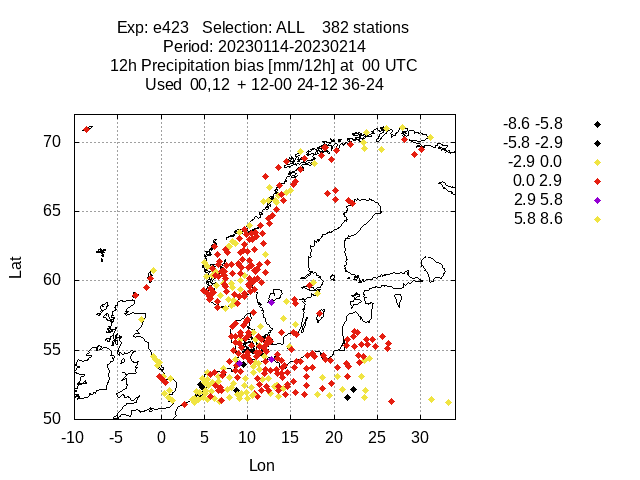 Exp: e423   Selection: ALL    382 stations
Period: 20230114-20230214
12h Precipitation bias [mm/12h] at  00 UTC
Used  00,12  + 12-00 24-12 36-24
-8.6 -5.8
-5.8 -2.9
-2.9 0.0
0.0 2.9
2.9 5.8
5.8 8.6
Lat
70
65
60
55
50
-10 -5 0 5 10 15 20 25 30
Lon